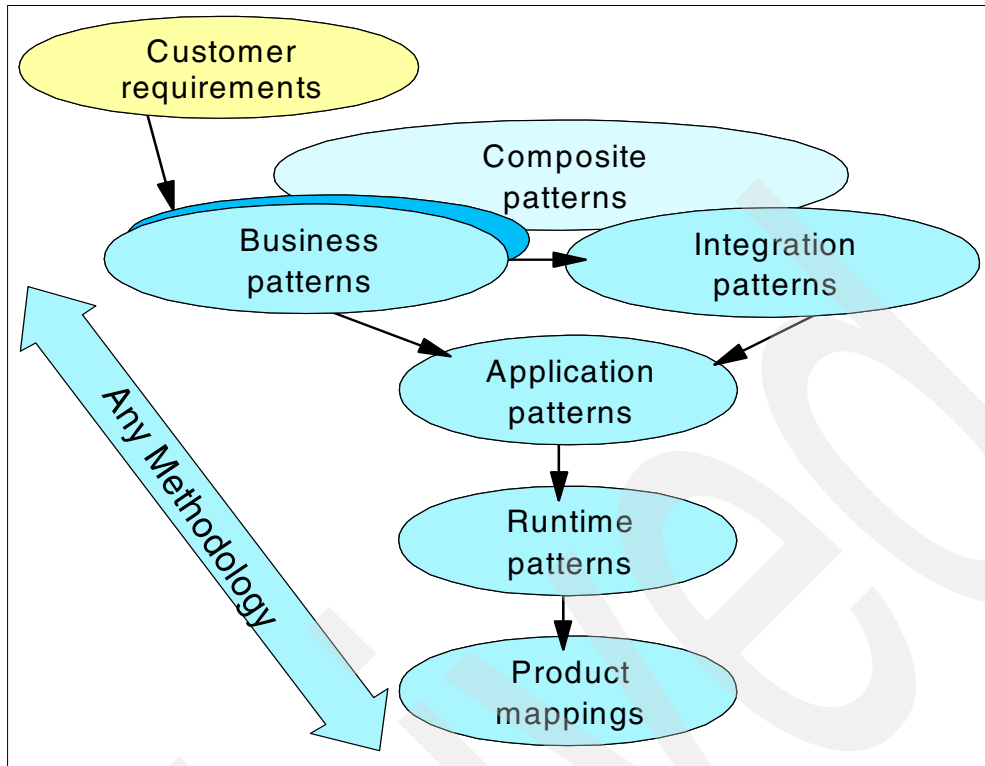 Customer
requirements
Composite
patterns
Business
patterns
Integration
patterns
Application
patterns
Any Methodology
Runtime
patterns
Product
mappings